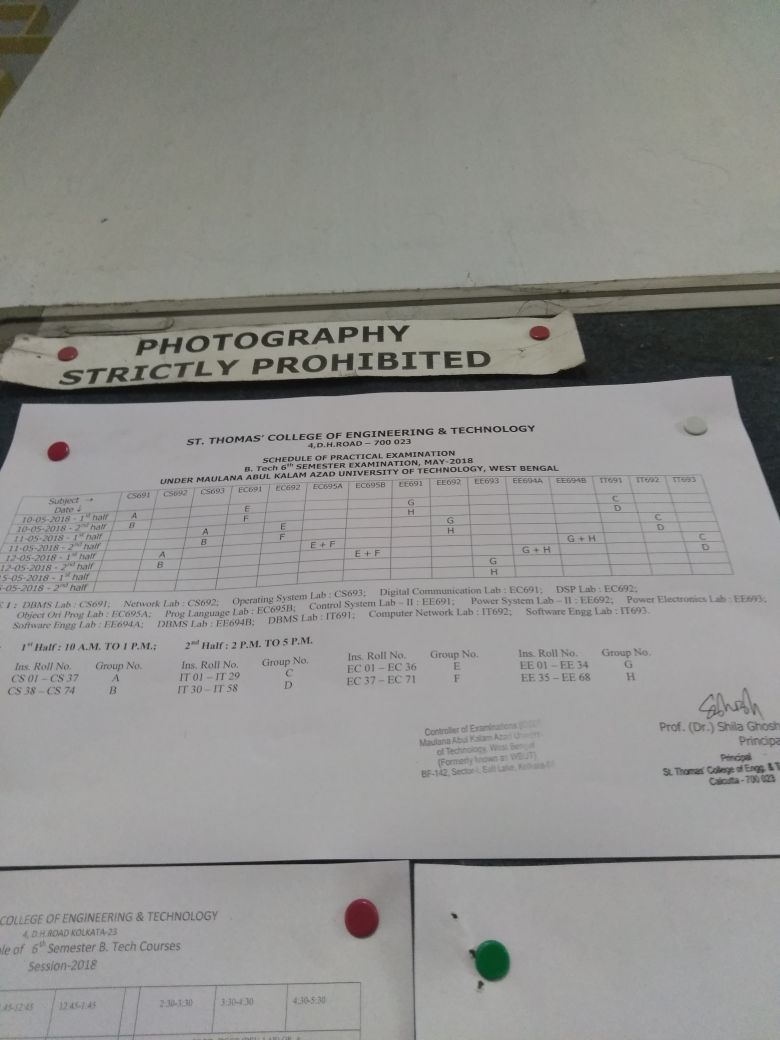 PHOTOGRAPHY
STRICTLY PROHIBITED
ST. THOMAS' COLLEGE OF ENGINEERING & TECHNOLOGY
4,D.H.ROAD – 700 023
SCHEDULE OF PRACTICAL EXAMINATION
B. Tech 6th SEMESTER EXAMINATION, MAY-2018
UNDER MAULANA ABUL KALAM AZAD UNIVERSITY OF TECHNOLOGY, WEST BENGAL
Subject → CS691 CS692 CS693 EC691 EC692 EC695A EC695B EE691 EE692 EE693 EE694A EE694B IT691 IT692 IT693
Date ↓
10-05-2018 - 1st half A E G C
10-05-2018 - 2nd half B F H D
11-05-2018 - 1st half A E G C
11-05-2018 - 2nd half B F H D
12-05-2018 - 1st half A E + F G + H C
12-05-2018 - 2nd half B E + F G + H D
5-05-2018 - 1st half G
5-05-2018 - 2nd half H
E I : DBMS Lab : CS691; Network Lab : CS692; Operating System Lab : CS693; Digital Communication Lab : EC691; DSP Lab : EC692;
Object Ori Prog Lab : EC695A; Prog Language Lab : EC695B; Control System Lab – II : EE691; Power System Lab – II : EE692; Power Electronics Lab : EE693;
Software Engg Lab : EE694A; DBMS Lab : EE694B; DBMS Lab : IT691; Computer Network Lab : IT692; Software Engg Lab : IT693.
1st Half : 10 A.M. TO 1 P.M.; 2nd Half : 2 P.M. TO 5 P.M.
Ins. Roll No. Group No. Ins. Roll No. Group No. Ins. Roll No. Group No. Ins. Roll No. Group No.
CS 01 – CS 37 A IT 01 – IT 29 C EC 01 – EC 36 E EE 01 – EE 34 G
CS 38 – CS 74 B IT 30 – IT 58 D EC 37 – EC 71 F EE 35 – EE 68 H
Controller of Examinations
Maulana Abul Kalam Azad
of Technology, West Bengal
(Formerly known as WBUT)
BF-142, Sector-I, Salt Lake,
Prof. (Dr.) Shila Ghosh
Principa
Principal
St. Thomas' College of Engg. & T
Calcutta - 700 023
COLLEGE OF ENGINEERING & TECHNOLOGY
4, D.H.ROAD KOLKATA-23
le of 6th Semester B. Tech Courses
Session-2018
:45-12:45 12:45-1:45 2:30-3:30 3:30-4:30 4:30-5:30